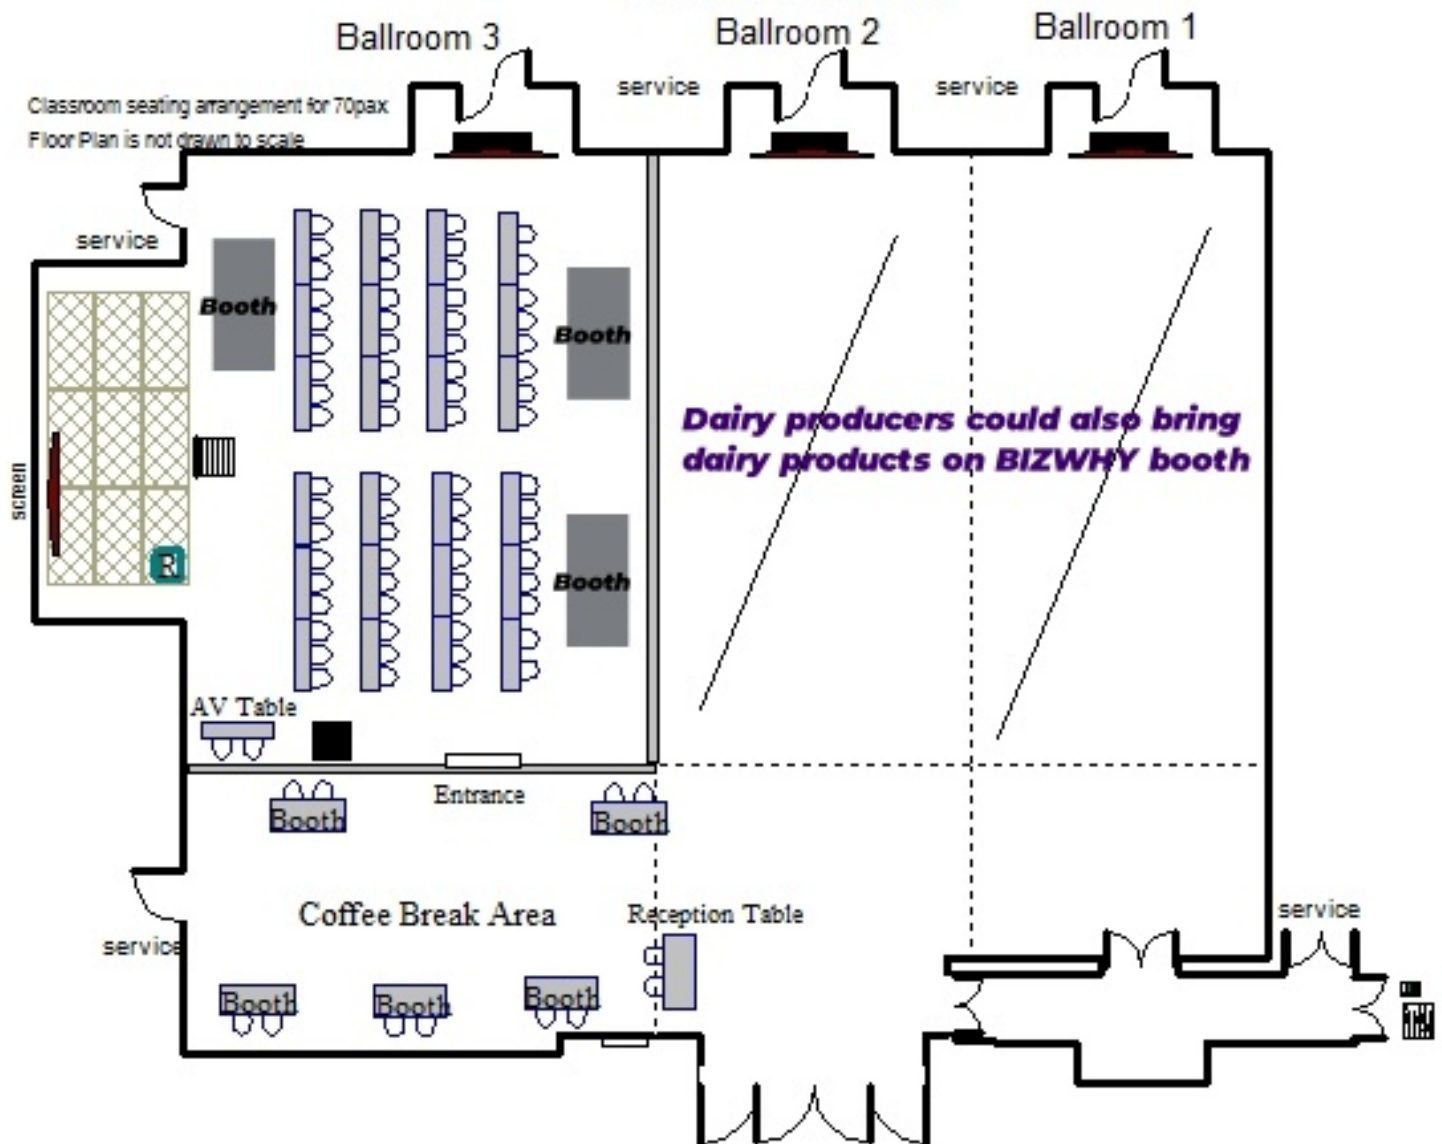 Ballroom 3
Ballroom 2
Ballroom 1
service
service
Classroom seating arrangement for 70pax
Floor Plan is not drawn to scale
service
Booth
Booth
Dairy producers could also bring
dairy products on BIZWHY booth
screen
R
Booth
AV Table
Entrance
Booth
Booth
Coffee Break Area
Reception Table
service
service
Booth
Booth
Booth